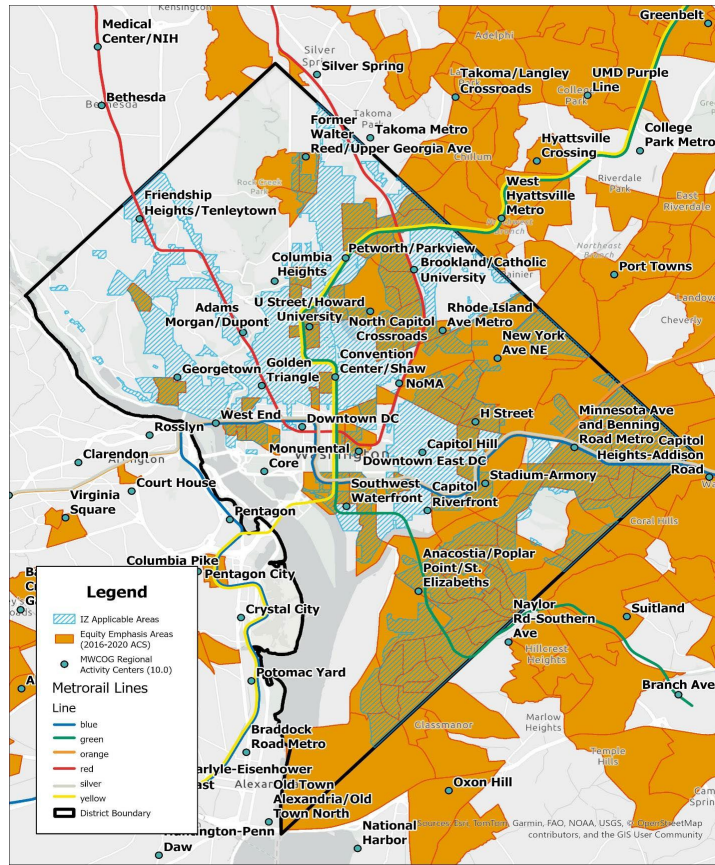 Kensington
Medical
Center/NIH
Greenbelt
Adelphi
Silver
Silver Spring
Takoma/Langley
Crossroads
UMD Purple
Line
Bethesda
Takoma
Former
Walter
Reed/Upper Georgia Ave
Takoma Metro
Hyattsville
Crossing
College
Park Metro
Chillum
Rock Creek
Park
Riverdale
Park
West
Hyattsville
Metro
East
Riverdale
Friendship
Heights/Tenleytown
Petworth/Parkview
Brookland/Catholic
University
Northeast
Branch
Port Towns
Columbia
Heights
Adams
Morgan/Dupont
U Street/Howard
University
Rhode Island
Ave Metro
North Capitol
Crossroads
New York
Ave NE
Cheverly
Golden
Triangle
Convention
Center/Shaw
Georgetown
NoMA
West End
Downtown DC
H Street
Minnesota Ave
and Benning
Road Metro
Capitol
Heights-Addison
Road
Rosslyn
Clarendon
Monumental
Core
Washington
Downtown East DC
Capitol Hill
Stadium-Armory
Court House
Virginia
Square
Southwest
Waterfront
Capitol
Riverfront
Pentagon
Coral Hills
Columbia Pike
Pentagon City
Anacostia/Poplar
Point/St.
Elizabeths
Crystal City
Naylor
Rd-Southern
Ave
Suitland
Hillcrest
Heights
Potomac Yard
Branch Ave
Marlow
Heights
Glassmanor
Temple
Hills
Braddock
Road Metro
Old Town
Alexandria/Old
Town North
Oxon Hill
National
Harbor
Daw
Legend
IZ Applicable Areas
Equity Emphasis Areas
(2016-2020 ACS)
MWCOG Regional
Activity Centers (10.0)
Metrorail Lines
Line
blue
green
orange
red
silver
yellow
District Boundary
Sources: Esri, TomTom, Garmin, FAO, NOAA, USGS, © OpenStreetMap
contributors, and the GIS User Community